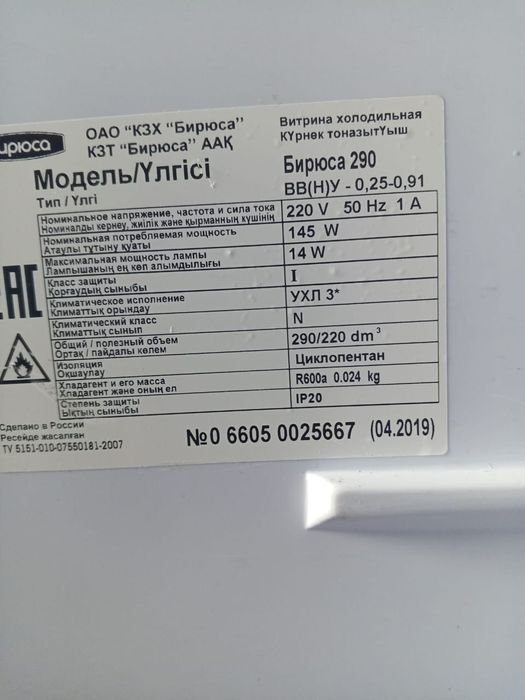 ирюса
ОАО "КЗХ "Бирюса"
КЗТ "Бирюса" ААҚ
Витрина холодильная
КҮрнек тоназытҮыш
Модель/Үлгісі
Бирюса 290
Тип / Үлгі
ВВ(Н)У - 0,25-0,91
Номинальное напряжение, частота и сила тока
Номиналды кернеу, жиілік және қырманның күшінің
220 V 50 Hz 1 A
Номинальная потребляемая мощность
Атаулы тұтыну қуаты
145 W
Максимальная мощность лампы
Лампышаның ең көп алымдылығы
14 W
Класс защиты
Қорғаудың сыныбы
I
Климатическое исполнение
Климаттық орындау
УХЛ 3*
Климатический класс
Климаттық сынып
N
Общий / полезный объем
Ортақ / пайдалы көлем
290/220 dm³
Изоляция
Оқшаулау
Циклопентан
Хладагент и его масса
Хладагент және оның ел
R600a 0.024 kg
Степень защиты
Ықтың сыныбы
IP20
ЕАС
Сделано в России
Ресейде жасалған
ТУ 5151-010-07550181-2007
№0 6605 0025667 (04.2019)